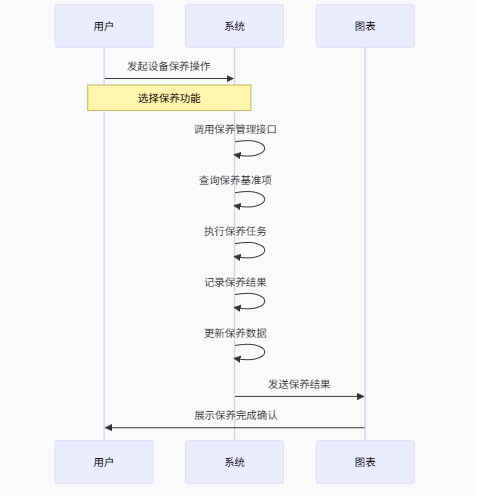 用户
系统
图表
发起设备保养操作
选择保养功能
调用保养管理接口
查询保养基准项
执行保养任务
记录保养结果
更新保养数据
发送保养结果
展示保养完成确认
用户
系统
图表